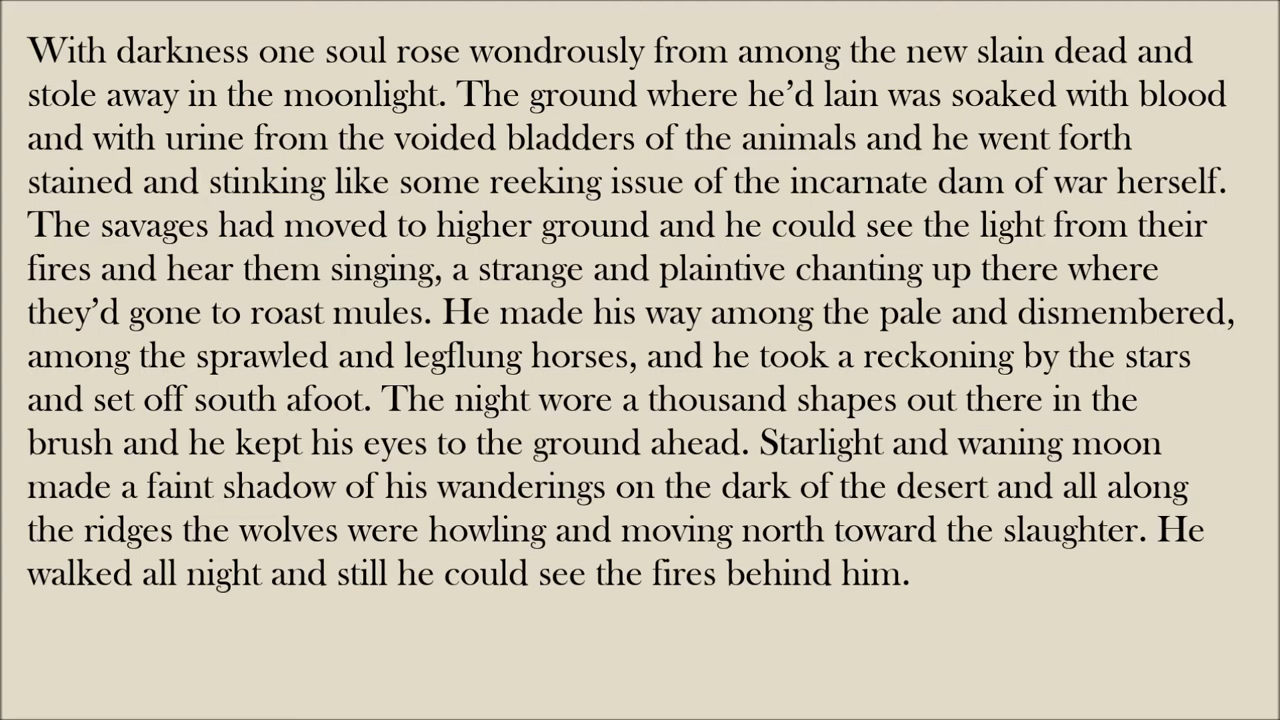 With darkness one soul rose wondrously from among the new slain dead and
stole away in the moonlight. The ground where he’d lain was soaked with blood
and with urine from the voided bladders of the animals and he went forth
stained and stinking like some reeking issue of the incarnate dam of war herself.
The savages had moved to higher ground and he could see the light from their
fires and hear them singing, a strange and plaintive chanting up there where
they’d gone to roast mules. He made his way among the pale and dismembered,
among the sprawled and legflung horses, and he took a reckoning by the stars
and set off south afoot. The night wore a thousand shapes out there in the
brush and he kept his eyes to the ground ahead. Starlight and waning moon
made a faint shadow of his wanderings on the dark of the desert and all along
the ridges the wolves were howling and moving north toward the slaughter. He
walked all night and still he could see the fires behind him.